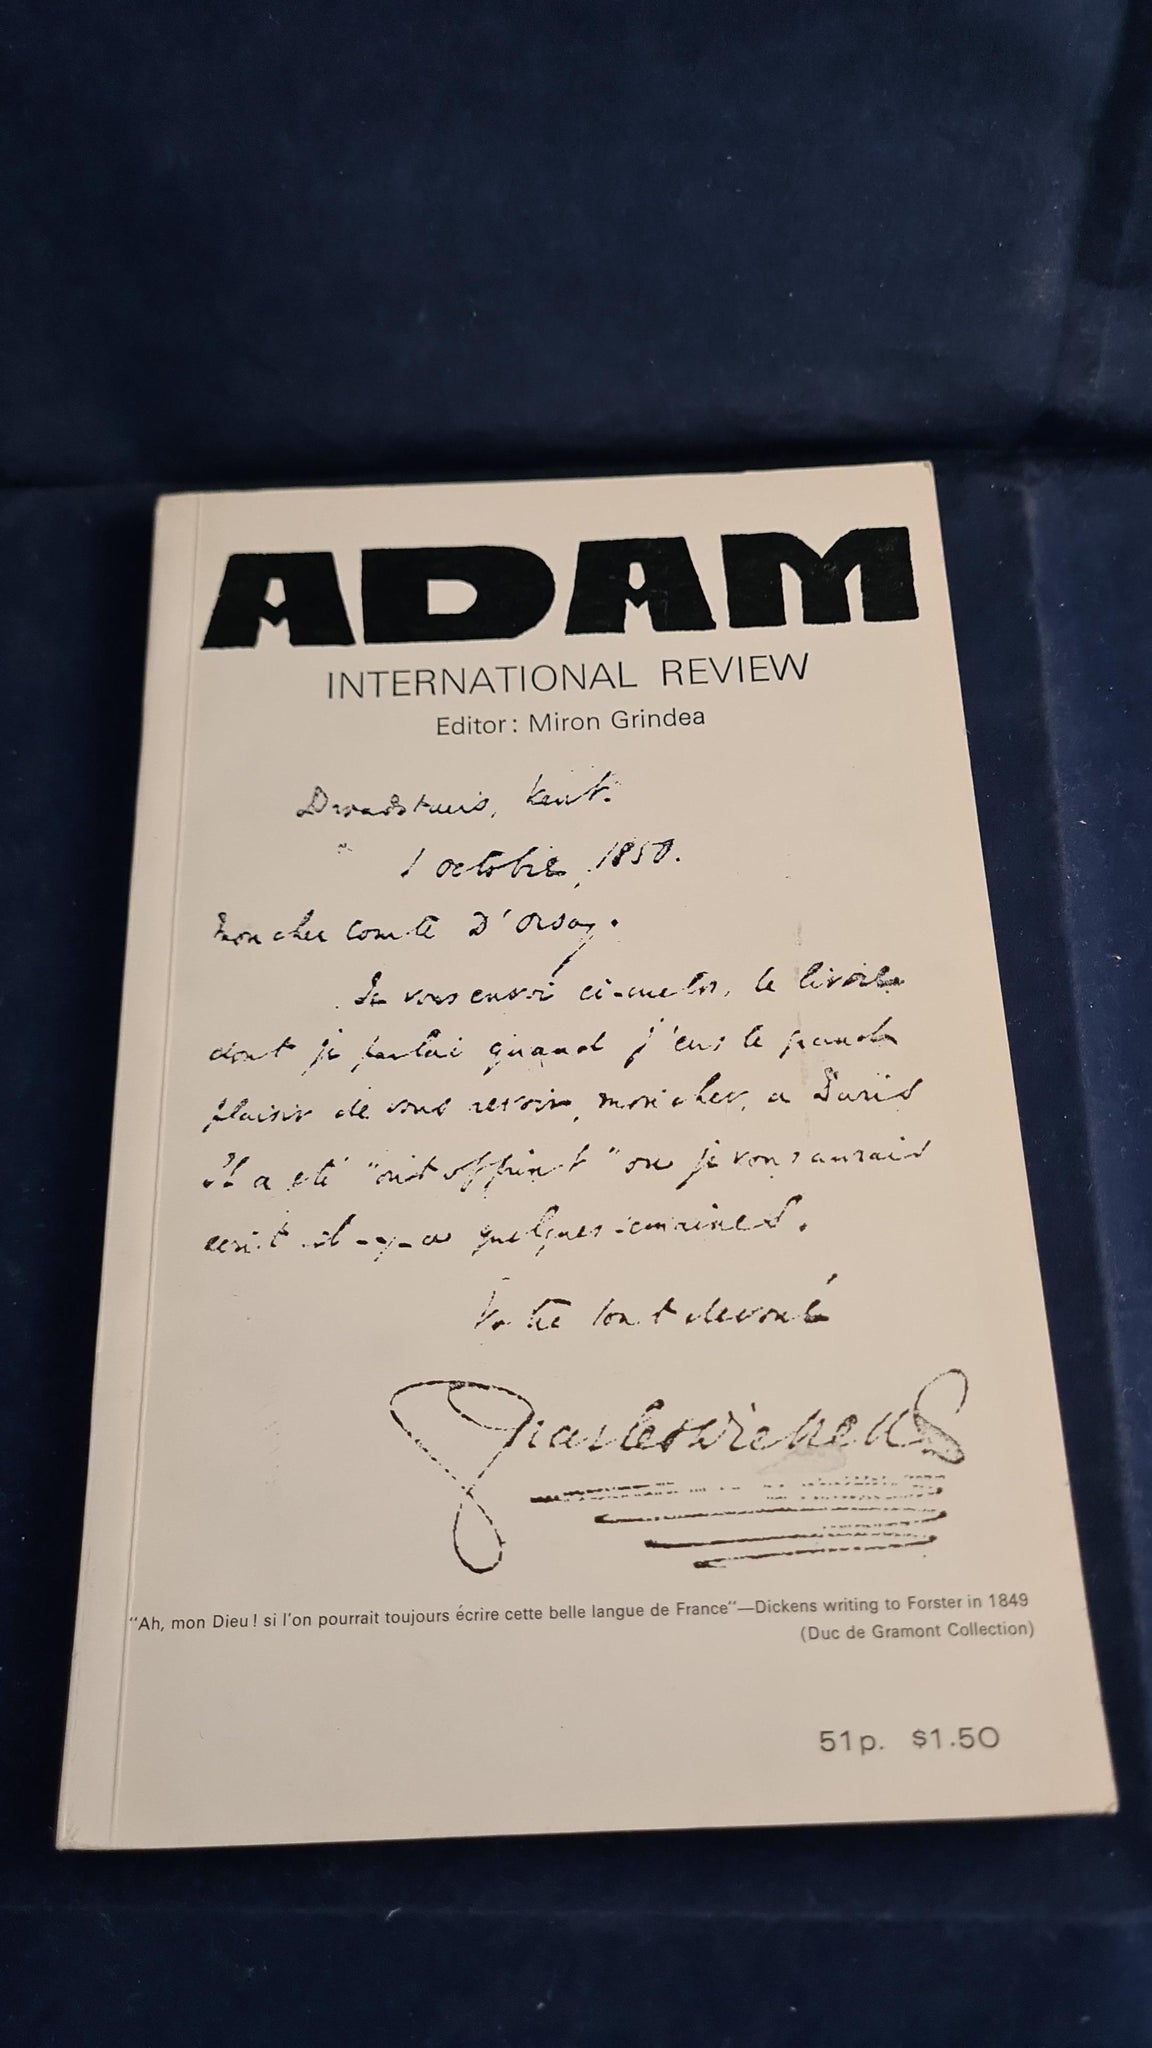 ADAM
INTERNATIONAL REVIEW
Editor: Miron Grindea
Broadstairs, Kent.
1 Octobre, 1850.
Mon cher Comte D'Orsay.
Je vous envoi ci-inclus, le livre
dont je parlai quand j'eus le grand
plaisir de vous revoir, mon cher, a Paris
Il a été "out of print" ou je vous aurais
ecrit il-y-a quelques semaines.
Votre tout devoué
Charles Dickens
"Ah, mon Dieu! si l'on pourrait toujours écrire cette belle langue de France"—Dickens writing to Forster in 1849
(Duc de Gramont Collection)
51p. $1.50